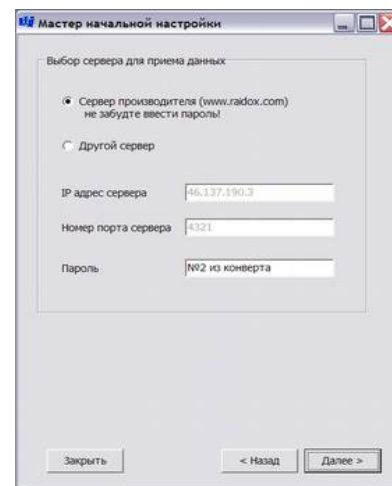 Мастер начальной настройки
Выбор сервера для приема данных
Сервер производителя (www.raidox.com)
не забудте ввести пароль!
Другой сервер
IP адрес сервера 46.137.190.3
Номер порта сервера 4321
Пароль №2 из конверта
Закрыть < Назад Далее >